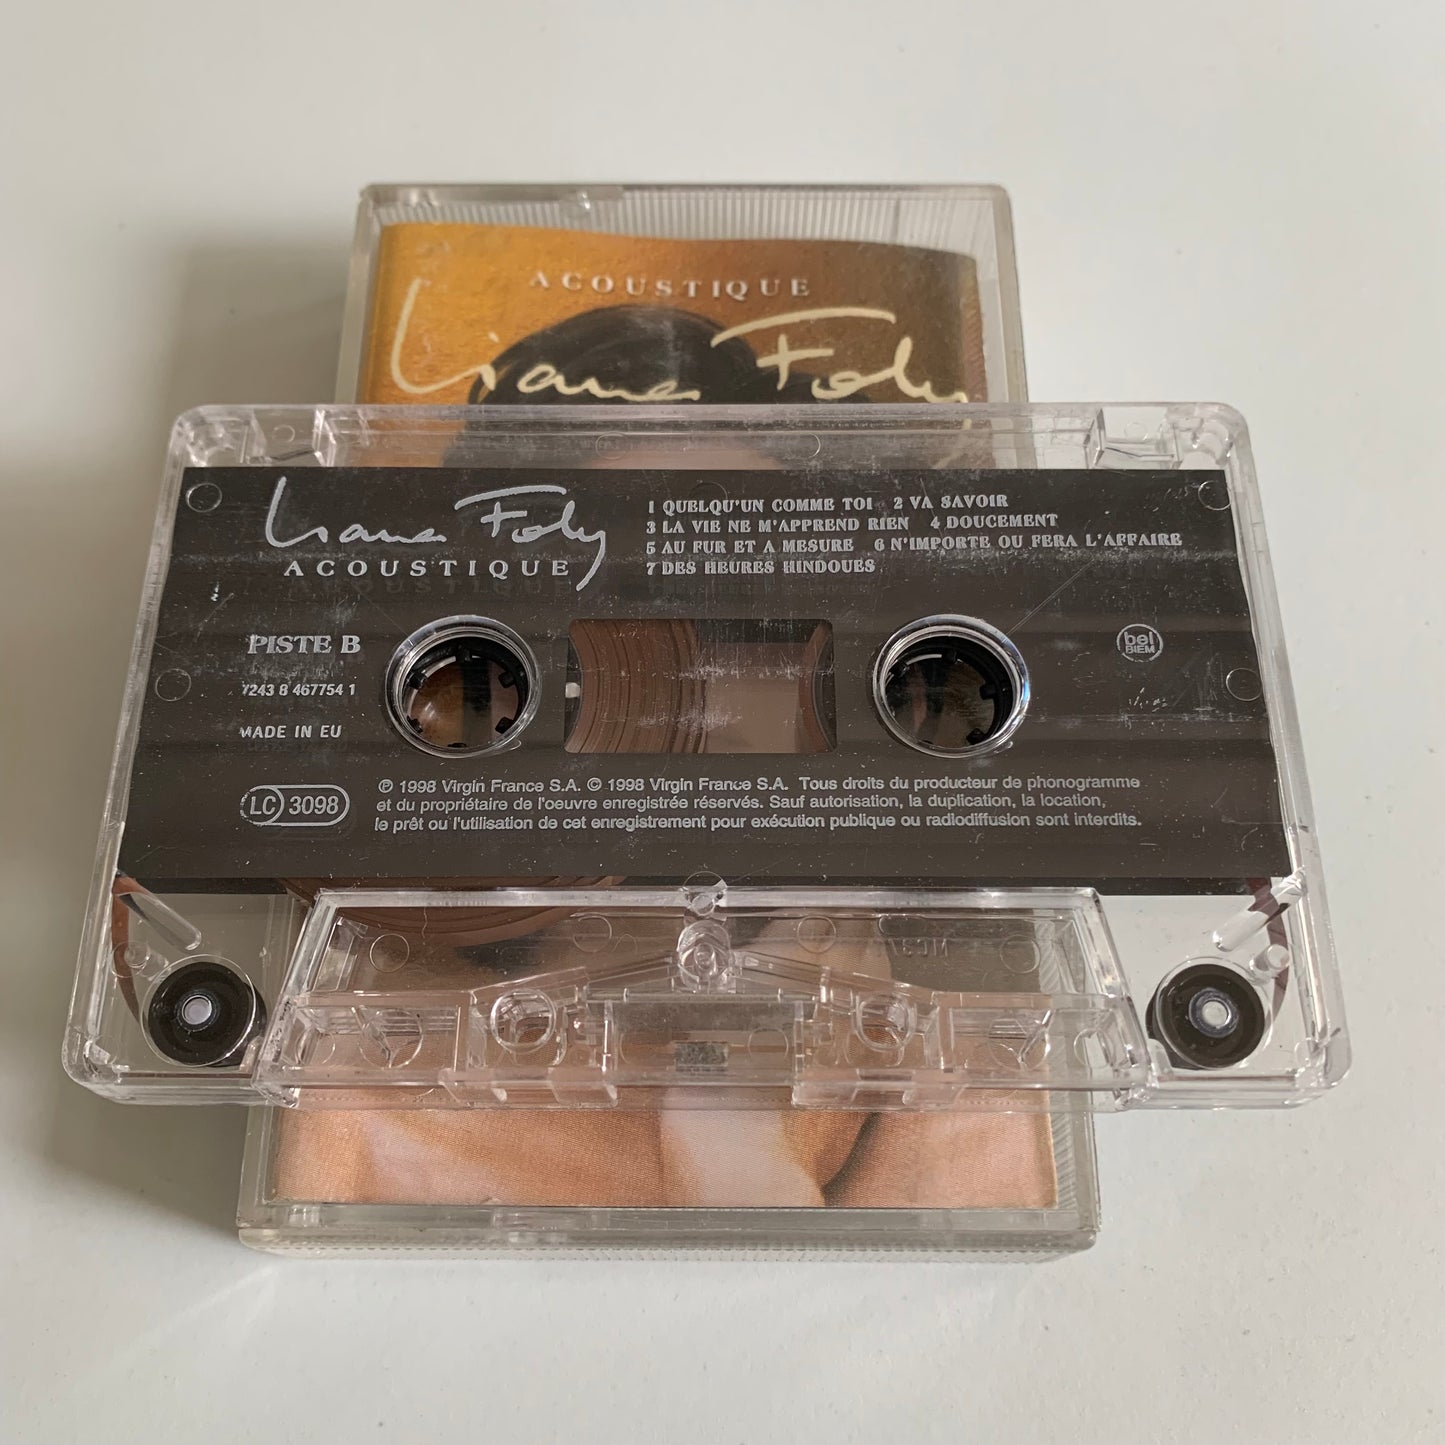 ACOUSTIQUE
Liane Foly
Liane Foly
ACOUSTIQUE
1 QUELQU'UN COMME TOI 2 VA SAVOIR
3 LA VIE NE M'APPREND RIEN 4 DOUCEMENT
5 AU FUR ET A MESURE 6 N'IMPORTE OU FERA L'AFFAIRE
7 DES HEURES HINDOUES
PISTE B
bel
BIEM
7243 8 467754 1
MADE IN EU
LC 3098
℗ 1998 Virgin France S.A. © 1998 Virgin France S.A. Tous droits du producteur de phonogramme
et du propriétaire de l'oeuvre enregistrée réservés. Sauf autorisation, la duplication, la location,
le prêt ou l'utilisation de cet enregistrement pour exécution publique ou radiodiffusion sont interdits.